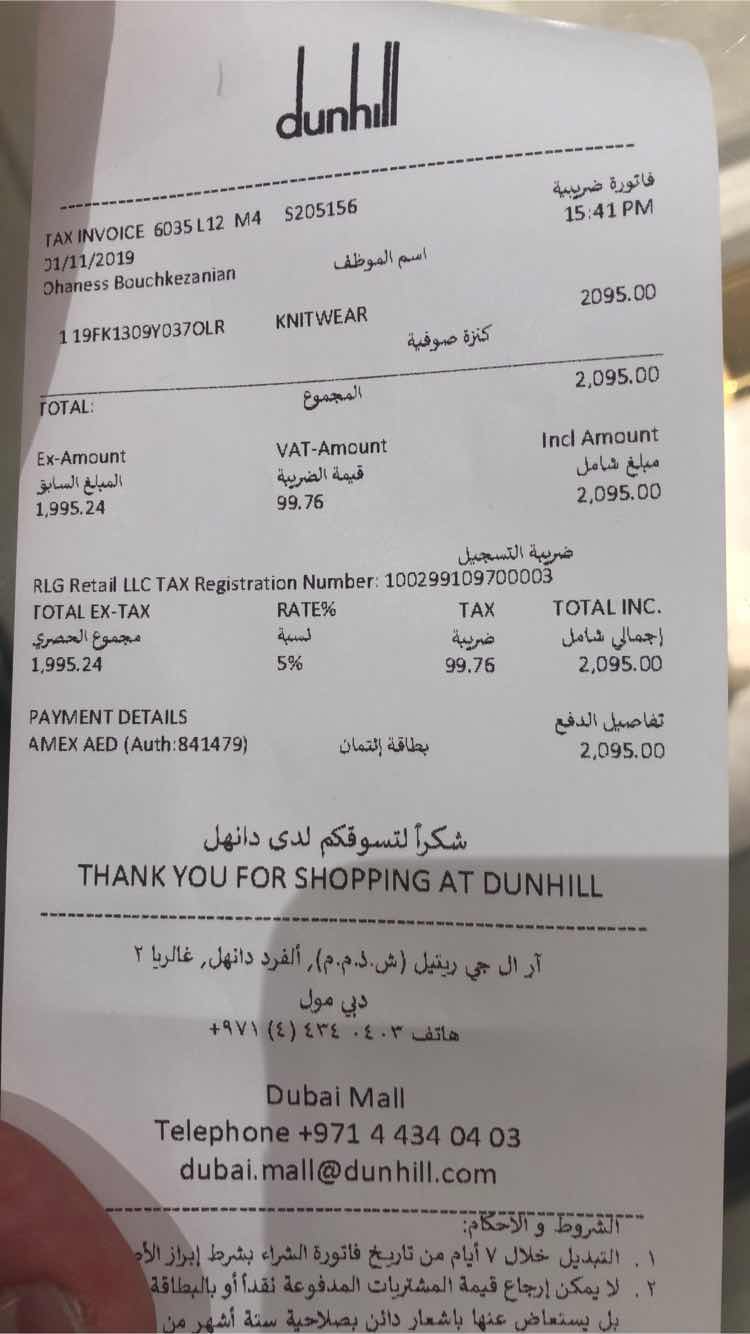 dunhill
فاتورة ضريبية
TAX INVOICE 6035 L12 M4 S205156 15:41 PM
01/11/2019
Ohaness Bouchkezanian اسم الموظف
1 19FK1309Y037OLR KNITWEAR 2095.00
كنزة صوفية
TOTAL: المجموع 2,095.00
Ex-Amount VAT-Amount Incl Amount
المبلغ السابق قيمة الضريبة مبلغ شامل
1,995.24 99.76 2,095.00
ضريبة التسجيل
RLG Retail LLC TAX Registration Number: 100299109700003
TOTAL EX-TAX RATE% TAX TOTAL INC.
مجموع الحصري نسبة ضريبة إجمالي شامل
1,995.24 5% 99.76 2,095.00
PAYMENT DETAILS تفاصيل الدفع
AMEX AED (Auth:841479) بطاقة إئتمان 2,095.00
شكراً لتسوقكم لدى دانهل
THANK YOU FOR SHOPPING AT DUNHILL
آر ال جي ريتيل (ش.ذ.م.م), ألفرد دانهل, غالريا ٢
دبي مول
هاتف ٠٤٠٣ ٤٣٤ (٤) ٩٧١+
Dubai Mall
Telephone +971 4 434 04 03
dubai.mall@dunhill.com
الشروط و الاحكام:
١. التبديل خلال ٧ أيام من تاريخ فاتورة الشراء بشرط إبراز
٢. لا يمكن إرجاع قيمة المشتريات المدفوعة نقداً أو بالبطاقة
بل يستعاض عنها باشعار دائن بصلاحية ستة أشهر من